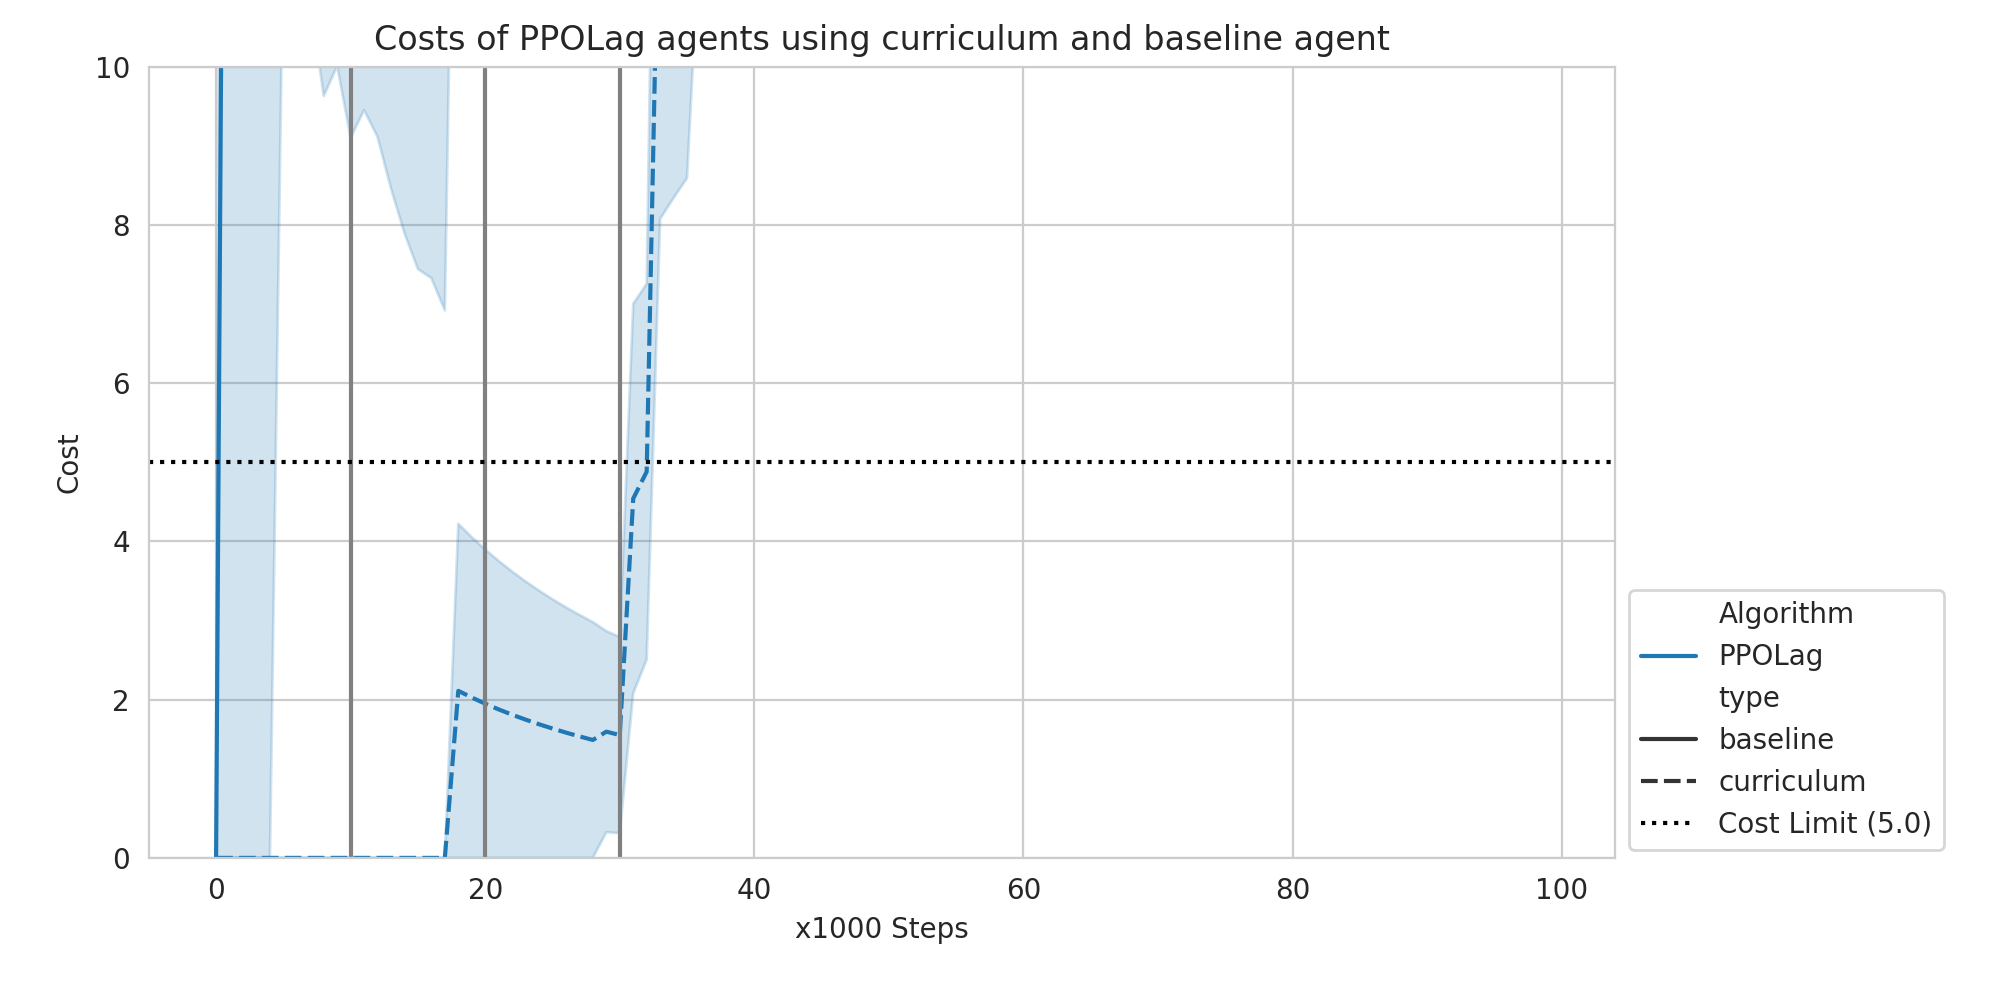 Costs of PPOLag agents using curriculum and baseline agent
10
8
6
4
2
0
Cost
0 20 40 60 80 100
x1000 Steps
Algorithm
PPOLag
type
baseline
curriculum
Cost Limit (5.0)